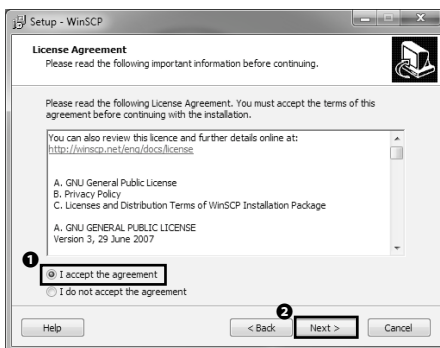 Setup - WinSCP
License Agreement
Please read the following important information before continuing.
Please read the following License Agreement. You must accept the terms of this
agreement before continuing with the installation.
You can also review this licence and further details online at:
http://winscp.net/eng/docs/license
A. GNU General Public License
B. Privacy Policy
C. Licenses and Distribution Terms of WinSCP Installation Package
A. GNU GENERAL PUBLIC LICENSE
Version 3, 29 June 2007
1
I accept the agreement
I do not accept the agreement
2
Help
< Back
Next >
Cancel